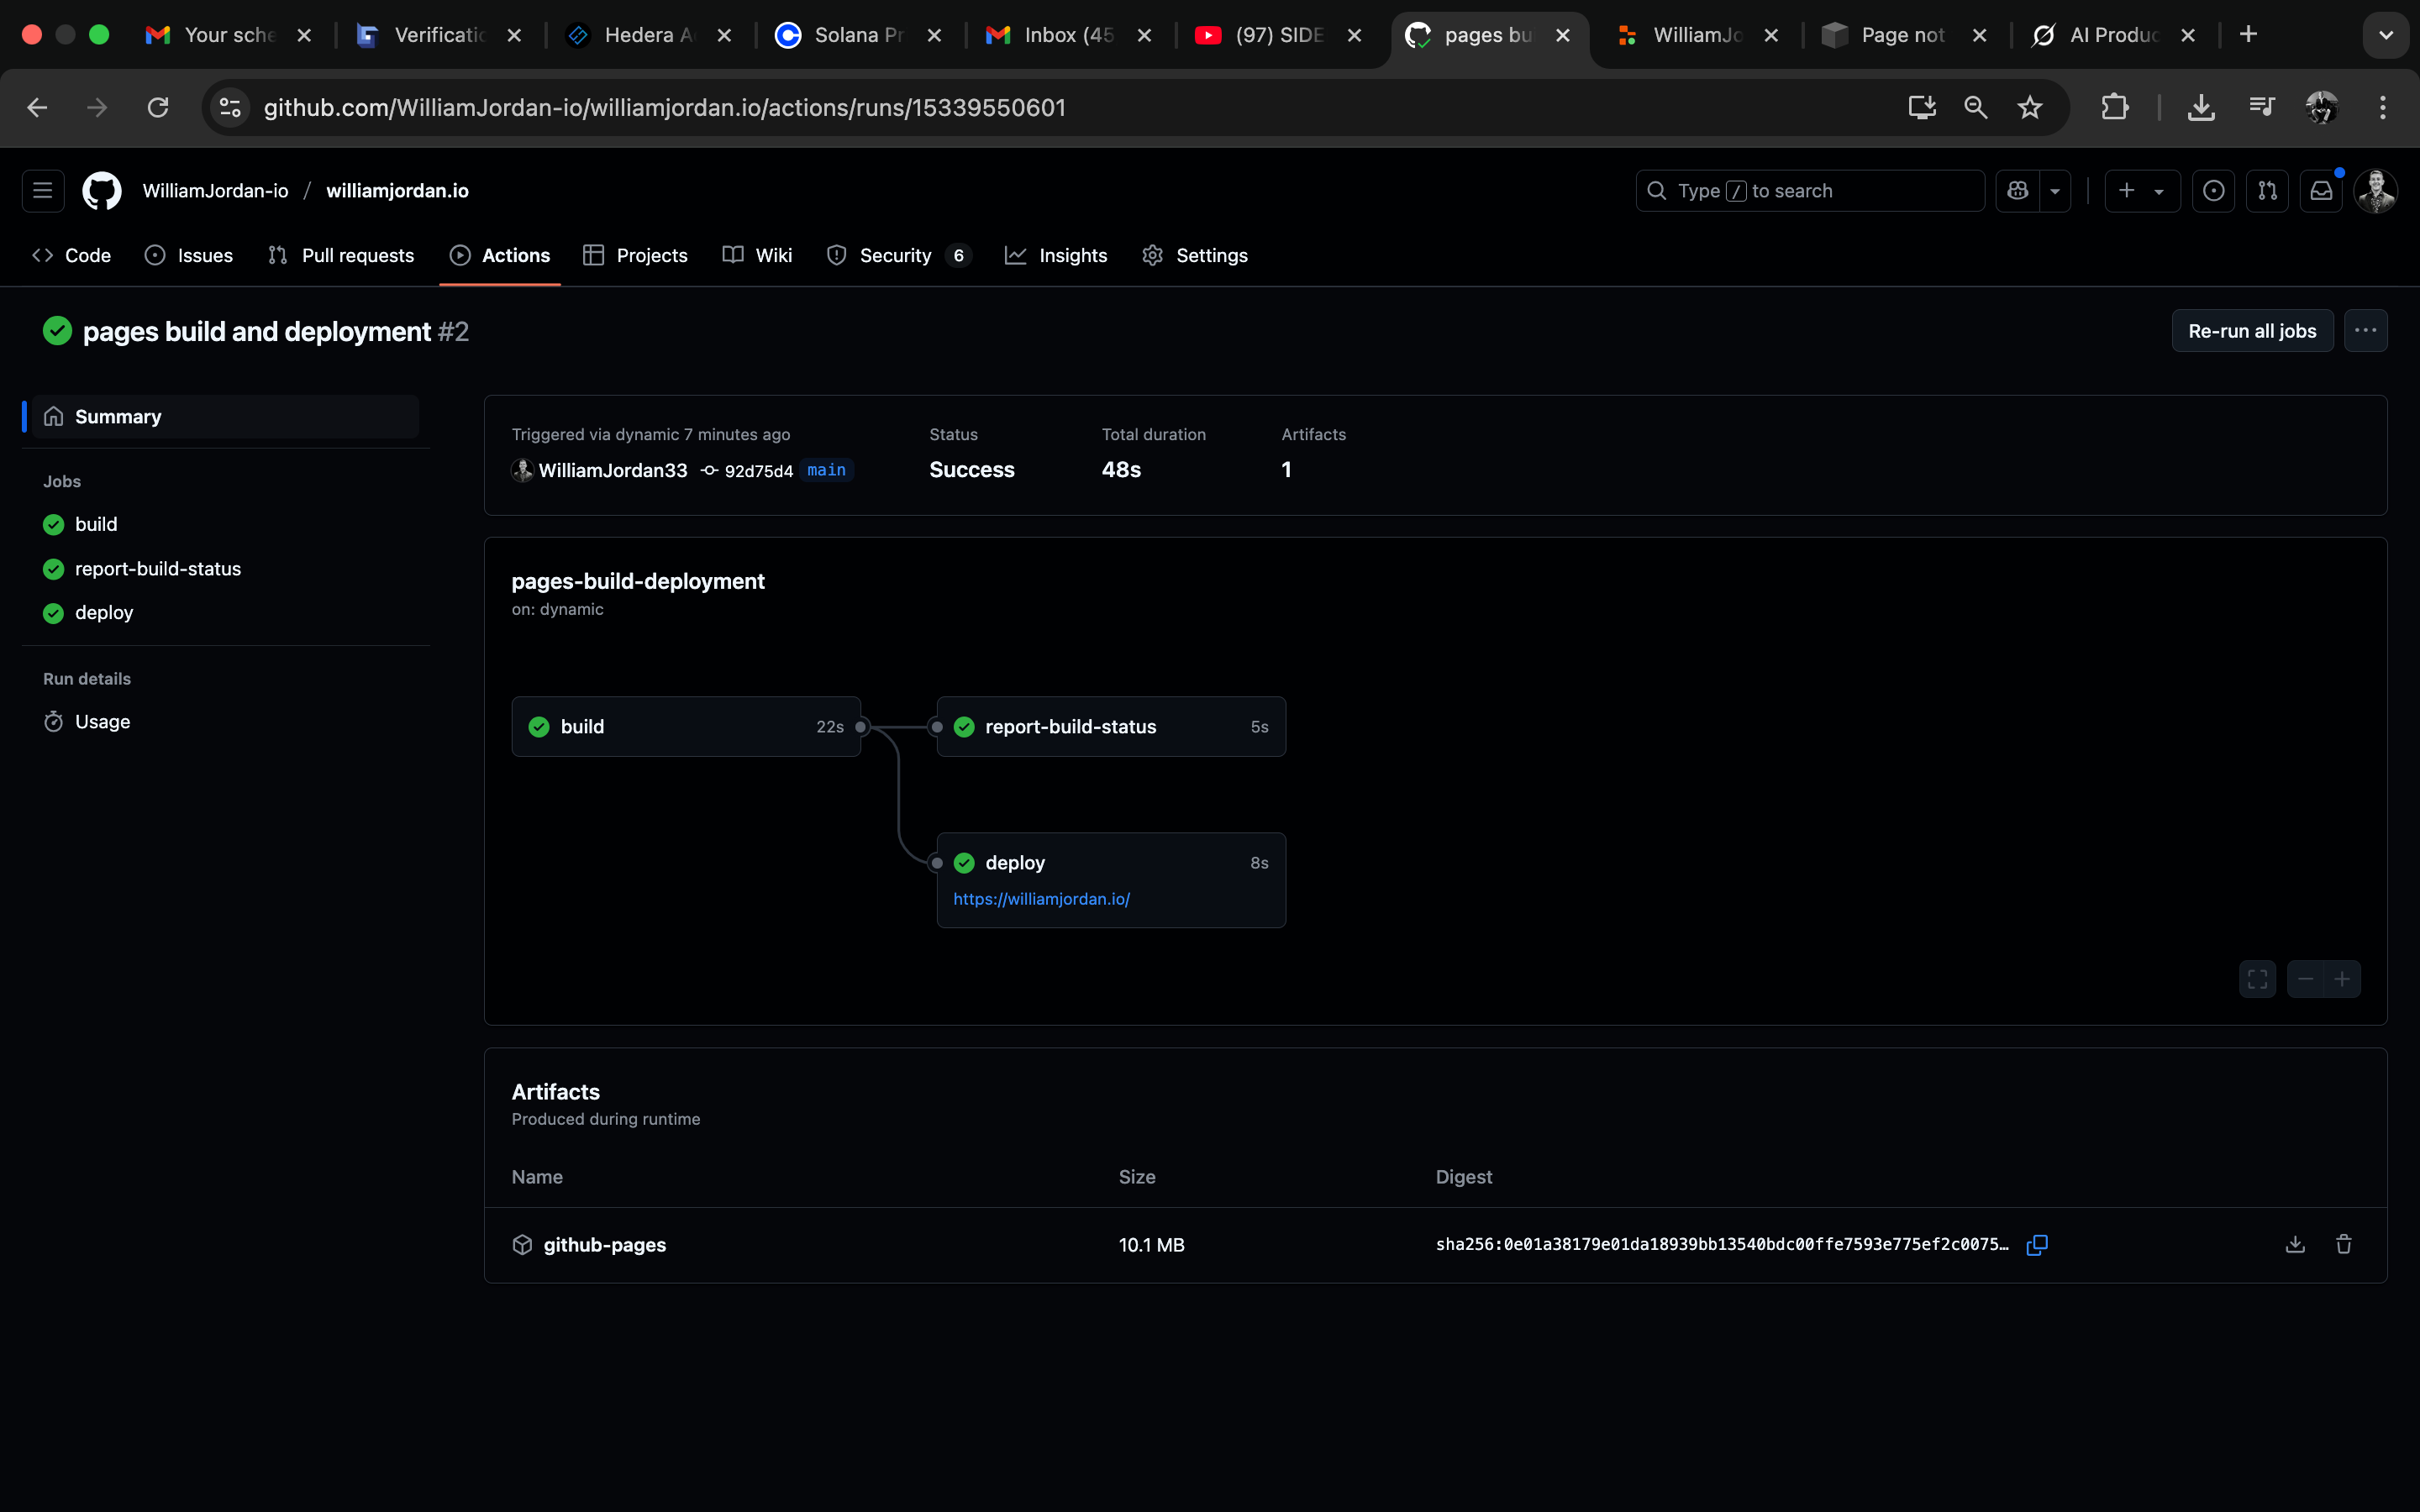 Your sche
Verificatio
Hedera A
Solana Pr
Inbox (45
(97) SIDE
pages bu
WilliamJo
Page not
AI Produc
github.com/WilliamJordan-io/williamjordan.io/actions/runs/15339550601
WilliamJordan-io / williamjordan.io
Type / to search
Code
Issues
Pull requests
Actions
Projects
Wiki
Security 6
Insights
Settings
pages build and deployment #2
Re-run all jobs
Summary
Jobs
build
report-build-status
deploy
Run details
Usage
Triggered via dynamic 7 minutes ago
WilliamJordan33 92d75d4 main
Status
Success
Total duration
48s
Artifacts
1
pages-build-deployment
on: dynamic
build 22s
report-build-status 5s
deploy 8s
https://williamjordan.io/
Artifacts
Produced during runtime
Name Size Digest
github-pages 10.1 MB sha256:0e01a38179e01da18939bb13540bdc00ffe7593e775ef2c0075…